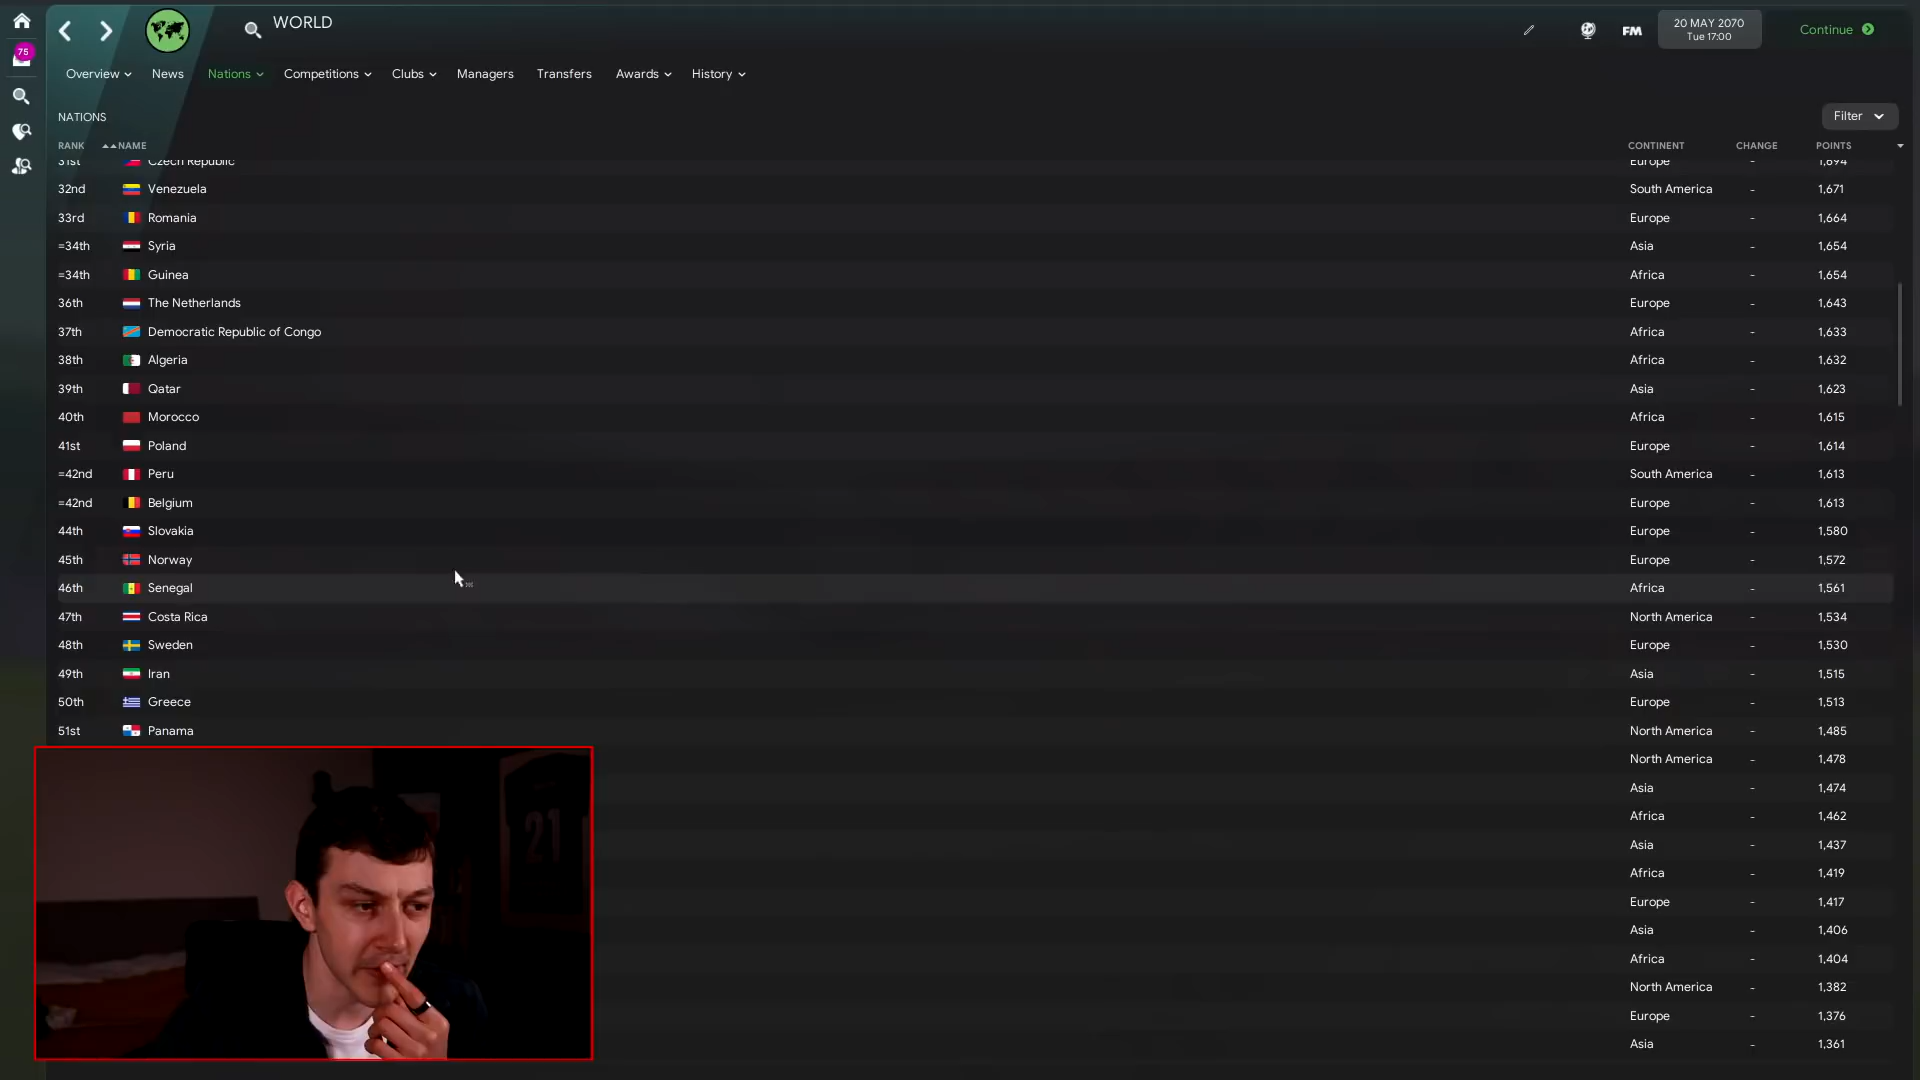 WORLD
20 MAY 2070
Tue 17:00
FM
Continue
75
Overview News Nations Competitions Clubs Managers Transfers Awards History
NATIONS
Filter
RANK NAME CONTINENT CHANGE POINTS
31st Czech Republic Europe 1,694
32nd Venezuela South America - 1,671
33rd Romania Europe - 1,664
=34th Syria Asia - 1,654
=34th Guinea Africa - 1,654
36th The Netherlands Europe - 1,643
37th Democratic Republic of Congo Africa - 1,633
38th Algeria Africa - 1,632
39th Qatar Asia - 1,623
40th Morocco Africa - 1,615
41st Poland Europe - 1,614
=42nd Peru South America - 1,613
=42nd Belgium Europe - 1,613
44th Slovakia Europe - 1,580
45th Norway Europe - 1,572
46th Senegal Africa - 1,561
47th Costa Rica North America - 1,534
48th Sweden Europe - 1,530
49th Iran Asia - 1,515
50th Greece Europe - 1,513
51st Panama North America - 1,485
North America - 1,478
Asia - 1,474
Africa - 1,462
Asia - 1,437
Africa - 1,419
Europe - 1,417
Asia - 1,406
Africa - 1,404
North America - 1,382
Europe - 1,376
Asia - 1,361
21